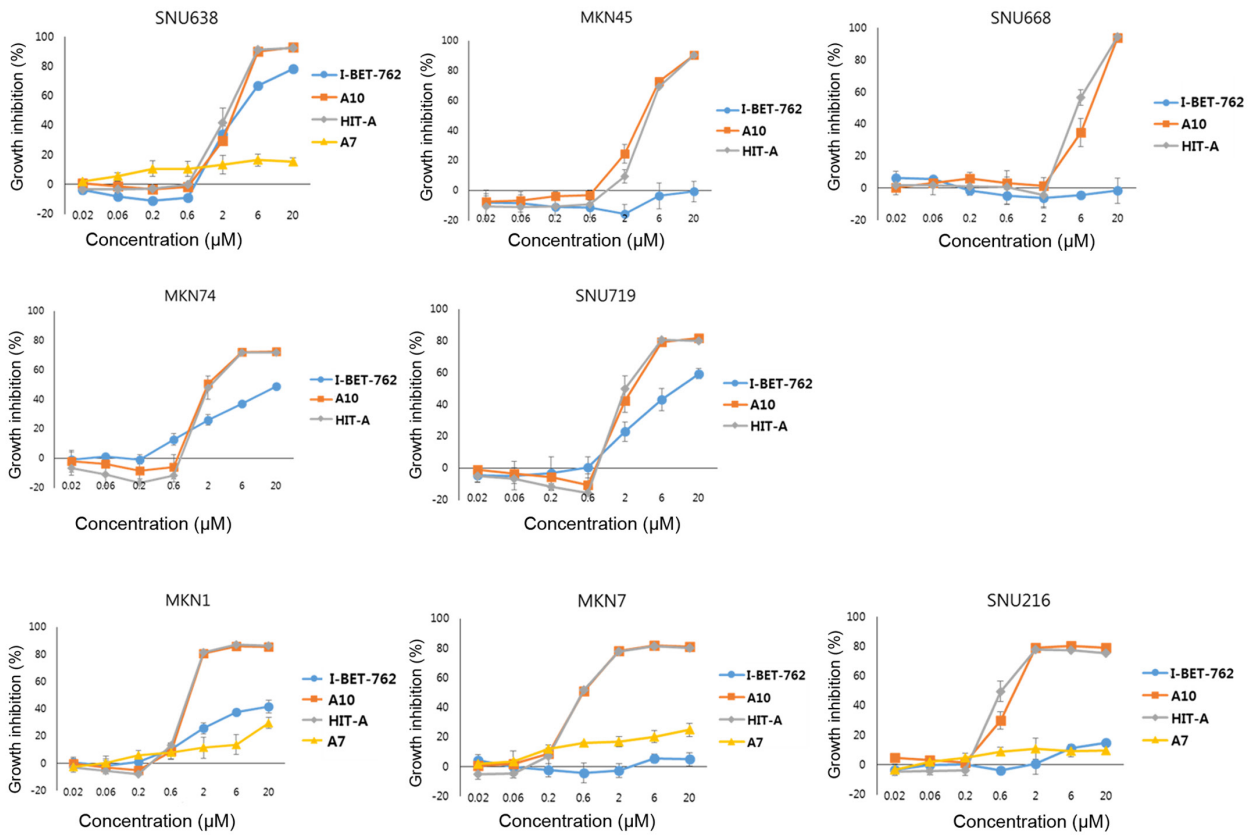 SNU638
Growth inhibition (%)
100
80
60
40
20
0
-20
0.02 0.06 0.2 0.6 2 6 20
Concentration (µM)
I-BET-762
A10
HIT-A
A7
MKN45
Growth inhibition (%)
100
80
60
40
20
0
-20
0.02 0.06 0.2 0.6 2 6 20
Concentration (µM)
I-BET-762
A10
HIT-A
SNU668
Growth inhibition (%)
100
80
60
40
20
0
-20
0.02 0.06 0.2 0.6 2 6 20
Concentration (µM)
I-BET-762
A10
HIT-A
MKN74
Growth inhibition (%)
100
80
60
40
20
0
-20
0.02 0.06 0.2 0.6 2 6 20
Concentration (µM)
I-BET-762
A10
HIT-A
SNU719
Growth inhibition (%)
100
80
60
40
20
0
-20
0.02 0.06 0.2 0.6 2 6 20
Concentration (µM)
I-BET-762
A10
HIT-A
MKN1
Growth inhibition (%)
100
80
60
40
20
0
-20
0.02 0.06 0.2 0.6 2 6 20
Concentration (µM)
I-BET-762
A10
HIT-A
A7
MKN7
Growth inhibition (%)
100
80
60
40
20
0
-20
0.02 0.06 0.2 0.6 2 6 20
Concentration (µM)
I-BET-762
A10
HIT-A
A7
SNU216
Growth inhibition (%)
100
80
60
40
20
0
-20
0.02 0.06 0.2 0.6 2 6 20
Concentration (µM)
I-BET-762
A10
HIT-A
A7